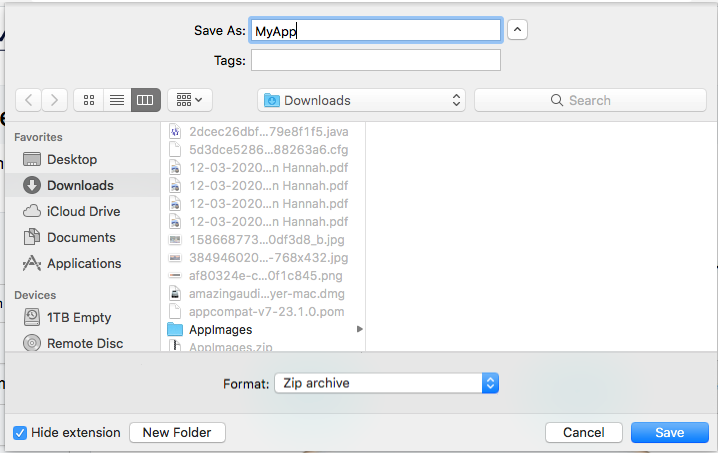 Save As: MyApp
Tags:
Downloads
Search
Favorites
Desktop
Downloads
iCloud Drive
Documents
Applications
Devices
1TB Empty
Remote Disc
2dcec26dbf...79e8f1f5.java
5d3dce5286...88263a6.cfg
12-03-2020...n Hannah.pdf
12-03-2020...n Hannah.pdf
12-03-2020...n Hannah.pdf
12-03-2020...n Hannah.pdf
158668773...0df3d8_b.jpg
384946020...-768x432.jpg
af80324e-c...0f1c845.png
amazingaudi...yer-mac.dmg
appcompat-v7-23.1.0.pom
AppImages
AppImages.zip
Format: Zip archive
Hide extension
New Folder
Cancel
Save